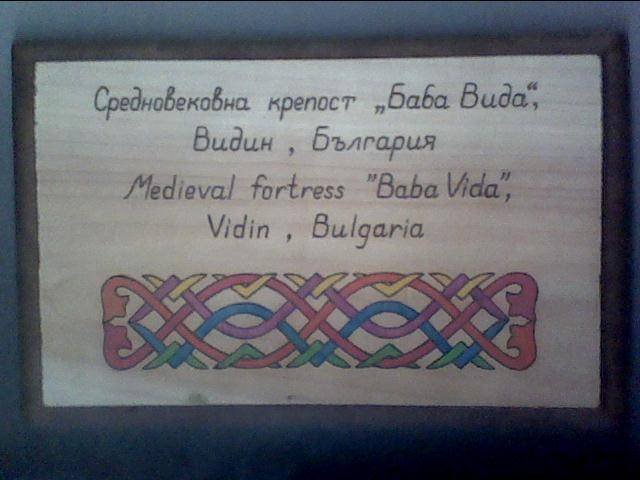 Средновековна крепост „Баба Вида“,
Видин , България
Medieval fortress "Baba Vida",
Vidin , Bulgaria